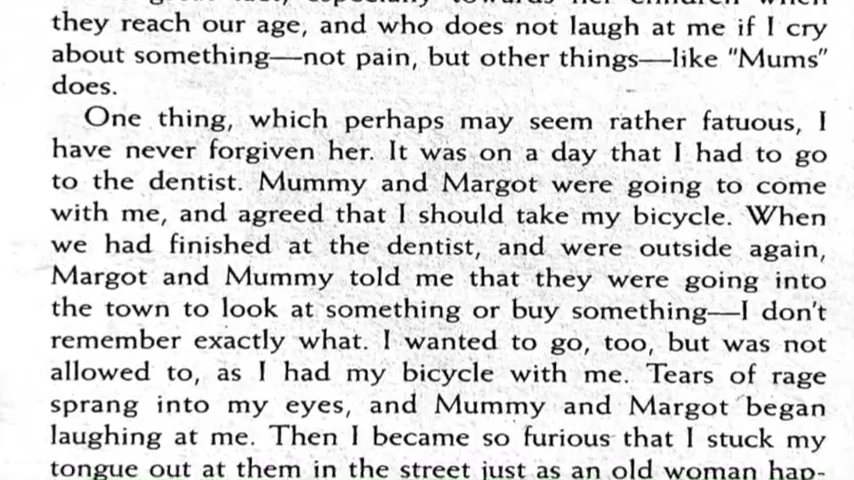 they reach our age, and who does not laugh at me if I cry
about something—not pain, but other things—like "Mums"
does.
One thing, which perhaps may seem rather fatuous, I
have never forgiven her. It was on a day that I had to go
to the dentist. Mummy and Margot were going to come
with me, and agreed that I should take my bicycle. When
we had finished at the dentist, and were outside again,
Margot and Mummy told me that they were going into
the town to look at something or buy something—I don't
remember exactly what. I wanted to go, too, but was not
allowed to, as I had my bicycle with me. Tears of rage
sprang into my eyes, and Mummy and Margot began
laughing at me. Then I became so furious that I stuck my
tongue out at them in the street just as an old woman hap-